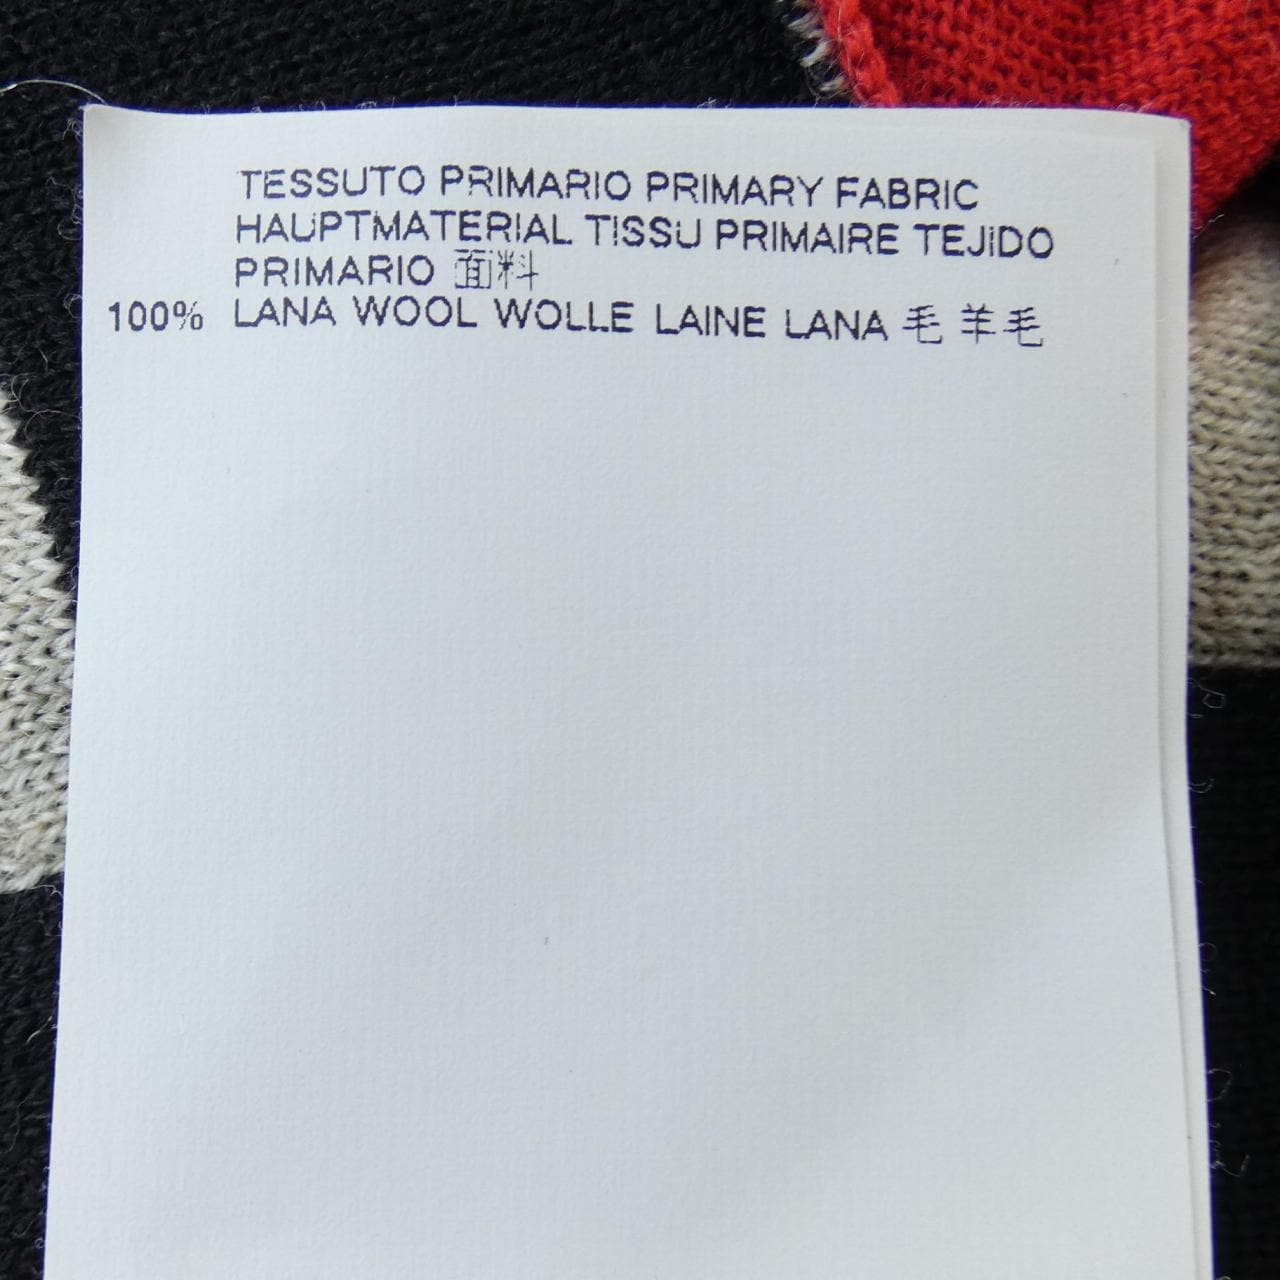 TESSUTO PRIMARIO PRIMARY FABRIC
HAUPTMATERIAL TISSU PRIMAIRE TEJIDO
PRIMARIO 面料
100% LANA WOOL WOLLE LAINE LANA 毛 羊毛